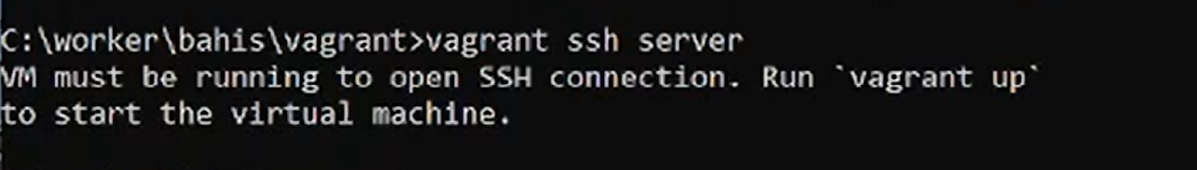 C:\worker\bahis\vagrant>vagrant ssh server
VM must be running to open SSH connection. Run `vagrant up`
to start the virtual machine.